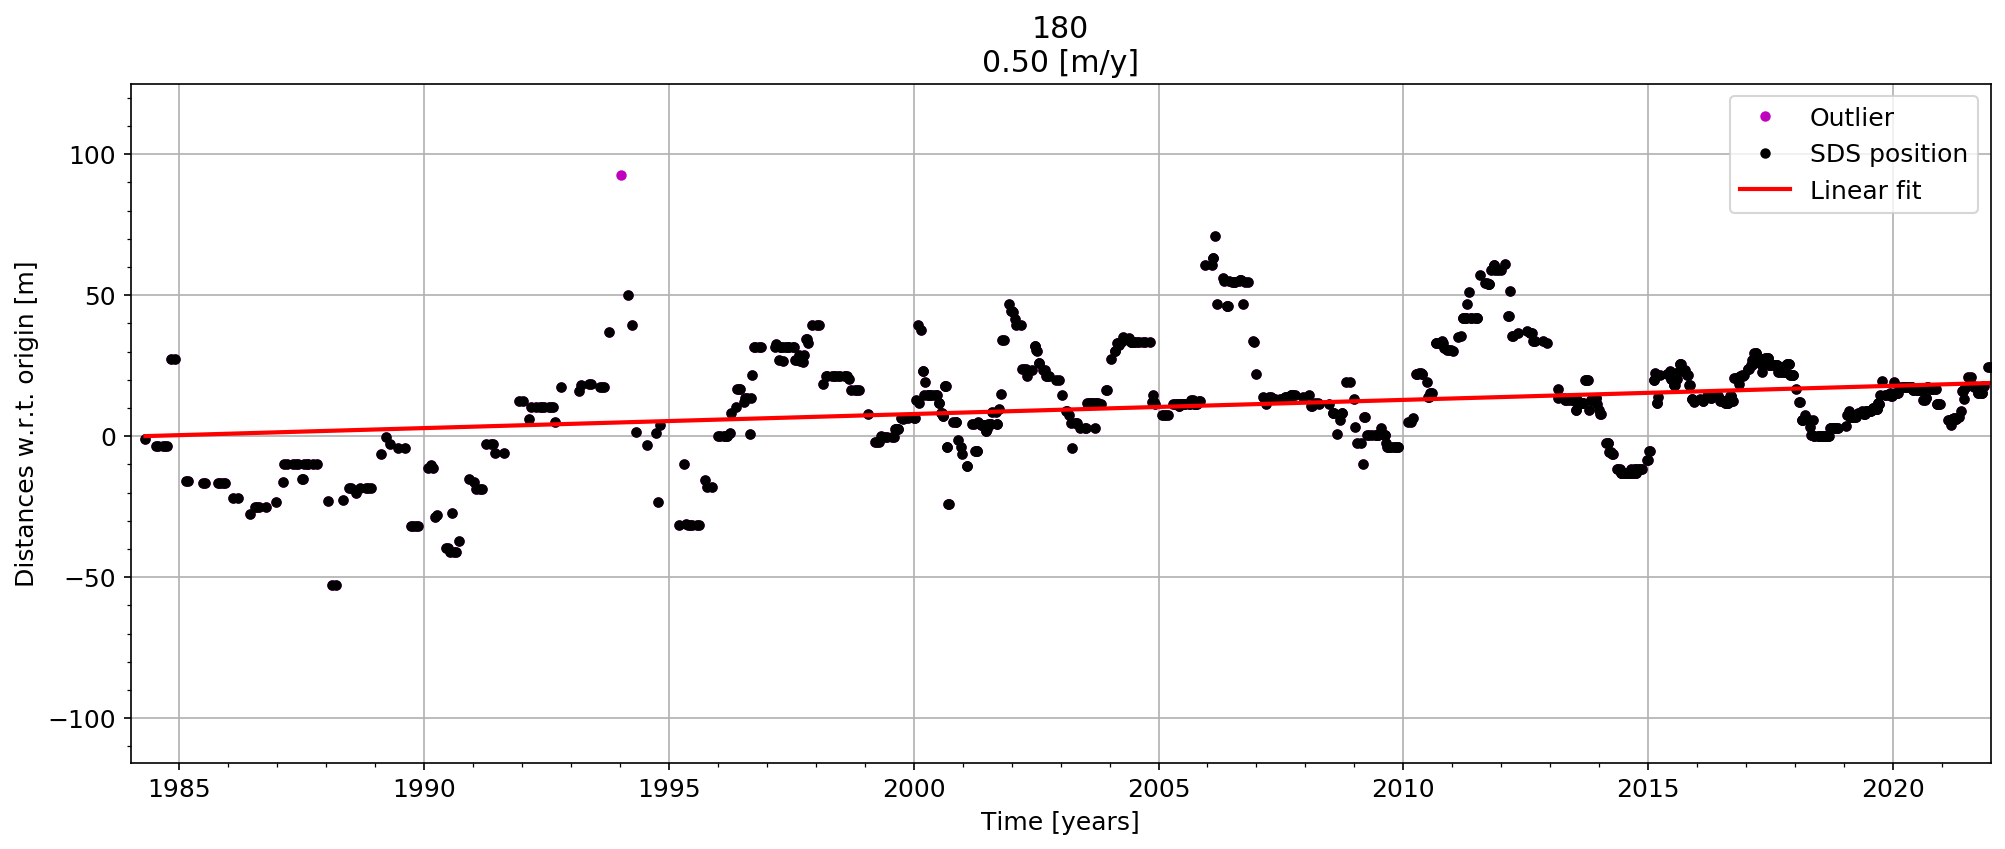 180
0.50 [m/y]
Outlier
SDS position
Linear fit
Distances w.r.t. origin [m]
100
50
0
−50
−100
1985 1990 1995 2000 2005 2010 2015 2020
Time [years]